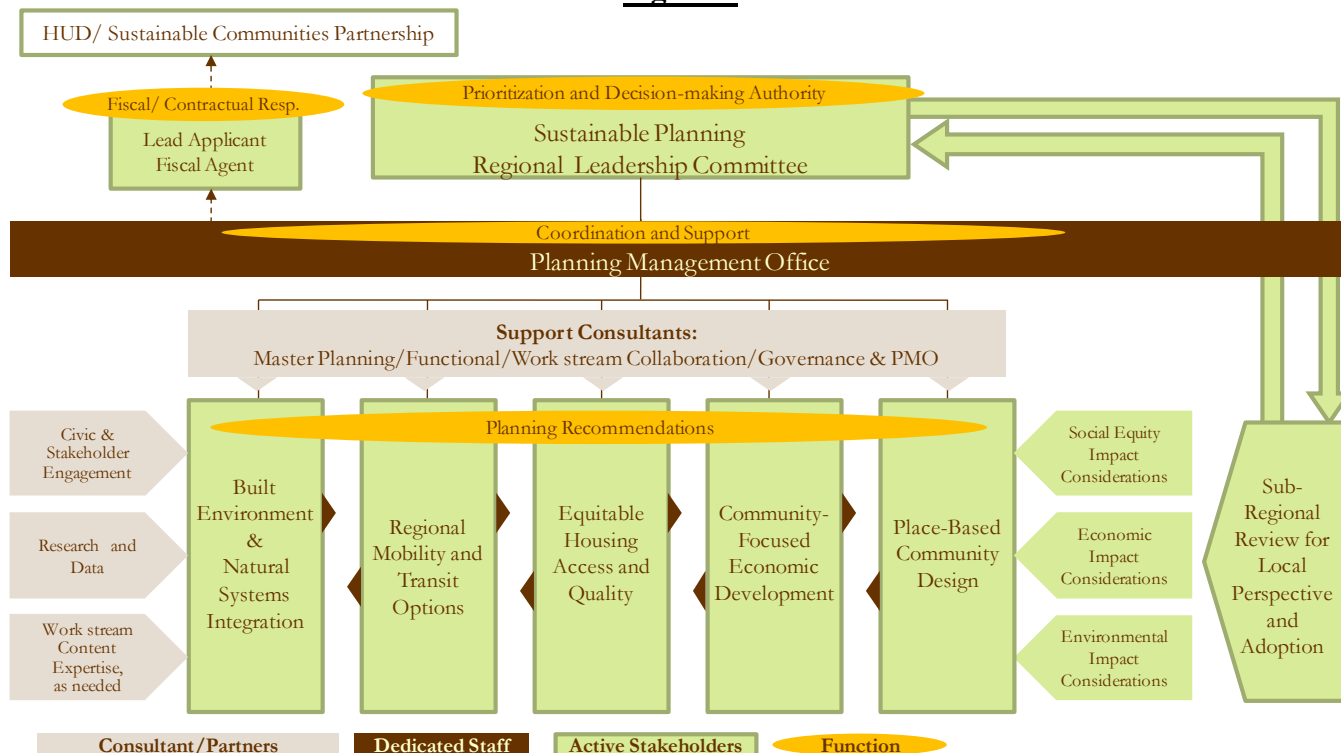 HUD/ Sustainable Communities Partnership
Fiscal/ Contractual Resp.
Lead Applicant
Fiscal Agent
Prioritization and Decision-making Authority
Sustainable Planning
Regional Leadership Committee
Coordination and Support
Planning Management Office
Support Consultants:
Master Planning/Functional/Work stream Collaboration/Governance & PMO
Planning Recommendations
Civic &
Stakeholder
Engagement
Research and
Data
Work stream
Content
Expertise,
as needed
Built
Environment
&
Natural
Systems
Integration
Regional
Mobility and
Transit
Options
Equitable
Housing
Access and
Quality
Community-
Focused
Economic
Development
Place-Based
Community
Design
Social Equity
Impact
Considerations
Economic
Impact
Considerations
Environmental
Impact
Considerations
Sub-
Regional
Review for
Local
Perspective
and
Adoption
Consultant/Partners
Dedicated Staff
Active Stakeholders
Function